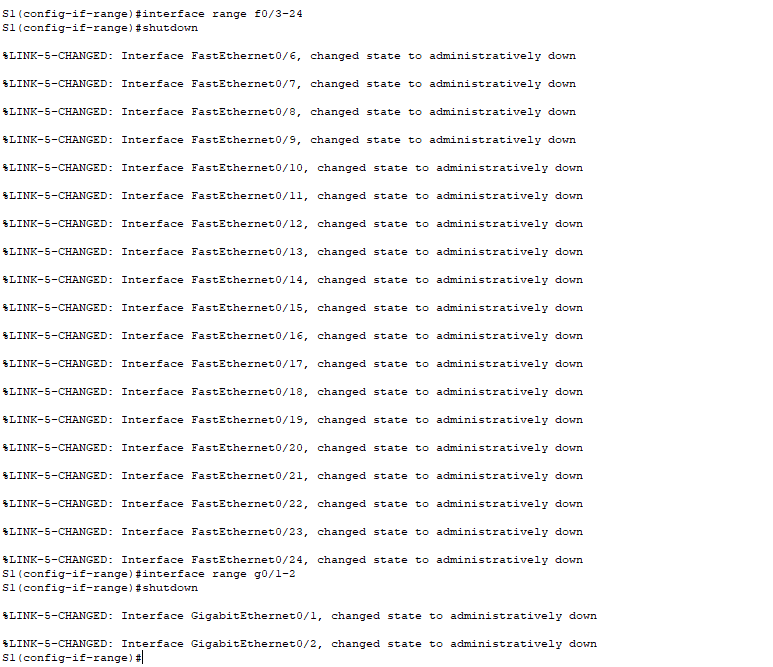 S1(config-if-range)#interface range f0/3-24
S1(config-if-range)#shutdown
%LINK-5-CHANGED: Interface FastEthernet0/6, changed state to administratively down
%LINK-5-CHANGED: Interface FastEthernet0/7, changed state to administratively down
%LINK-5-CHANGED: Interface FastEthernet0/8, changed state to administratively down
%LINK-5-CHANGED: Interface FastEthernet0/9, changed state to administratively down
%LINK-5-CHANGED: Interface FastEthernet0/10, changed state to administratively down
%LINK-5-CHANGED: Interface FastEthernet0/11, changed state to administratively down
%LINK-5-CHANGED: Interface FastEthernet0/12, changed state to administratively down
%LINK-5-CHANGED: Interface FastEthernet0/13, changed state to administratively down
%LINK-5-CHANGED: Interface FastEthernet0/14, changed state to administratively down
%LINK-5-CHANGED: Interface FastEthernet0/15, changed state to administratively down
%LINK-5-CHANGED: Interface FastEthernet0/16, changed state to administratively down
%LINK-5-CHANGED: Interface FastEthernet0/17, changed state to administratively down
%LINK-5-CHANGED: Interface FastEthernet0/18, changed state to administratively down
%LINK-5-CHANGED: Interface FastEthernet0/19, changed state to administratively down
%LINK-5-CHANGED: Interface FastEthernet0/20, changed state to administratively down
%LINK-5-CHANGED: Interface FastEthernet0/21, changed state to administratively down
%LINK-5-CHANGED: Interface FastEthernet0/22, changed state to administratively down
%LINK-5-CHANGED: Interface FastEthernet0/23, changed state to administratively down
%LINK-5-CHANGED: Interface FastEthernet0/24, changed state to administratively down
S1(config-if-range)#interface range g0/1-2
S1(config-if-range)#shutdown
%LINK-5-CHANGED: Interface GigabitEthernet0/1, changed state to administratively down
%LINK-5-CHANGED: Interface GigabitEthernet0/2, changed state to administratively down
S1(config-if-range)#